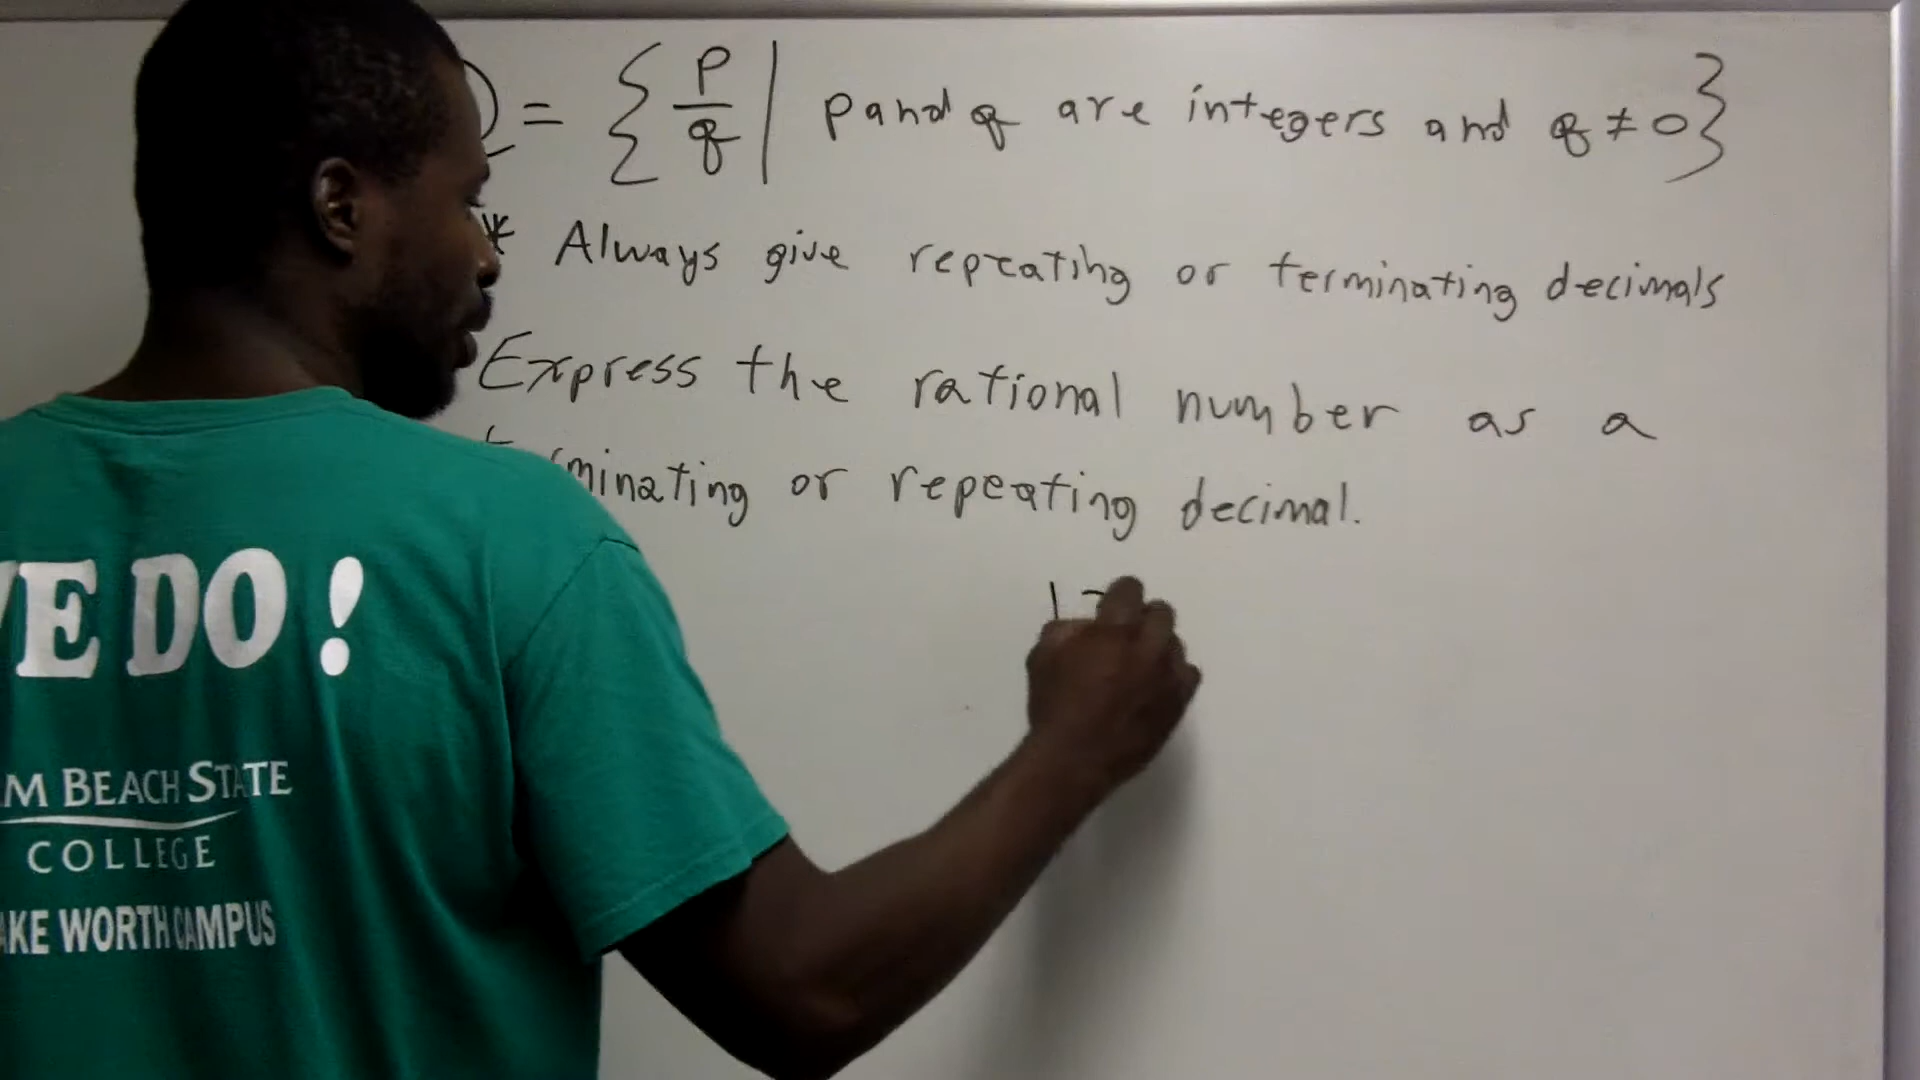 = { p/q | p and q are integers and q ≠ 0 }
* Always give repeating or terminating decimals
Express the rational number as a
minating or repeating decimal.
1
E DO!
M BEACH STATE
COLLEGE
AKE WORTH CAMPUS